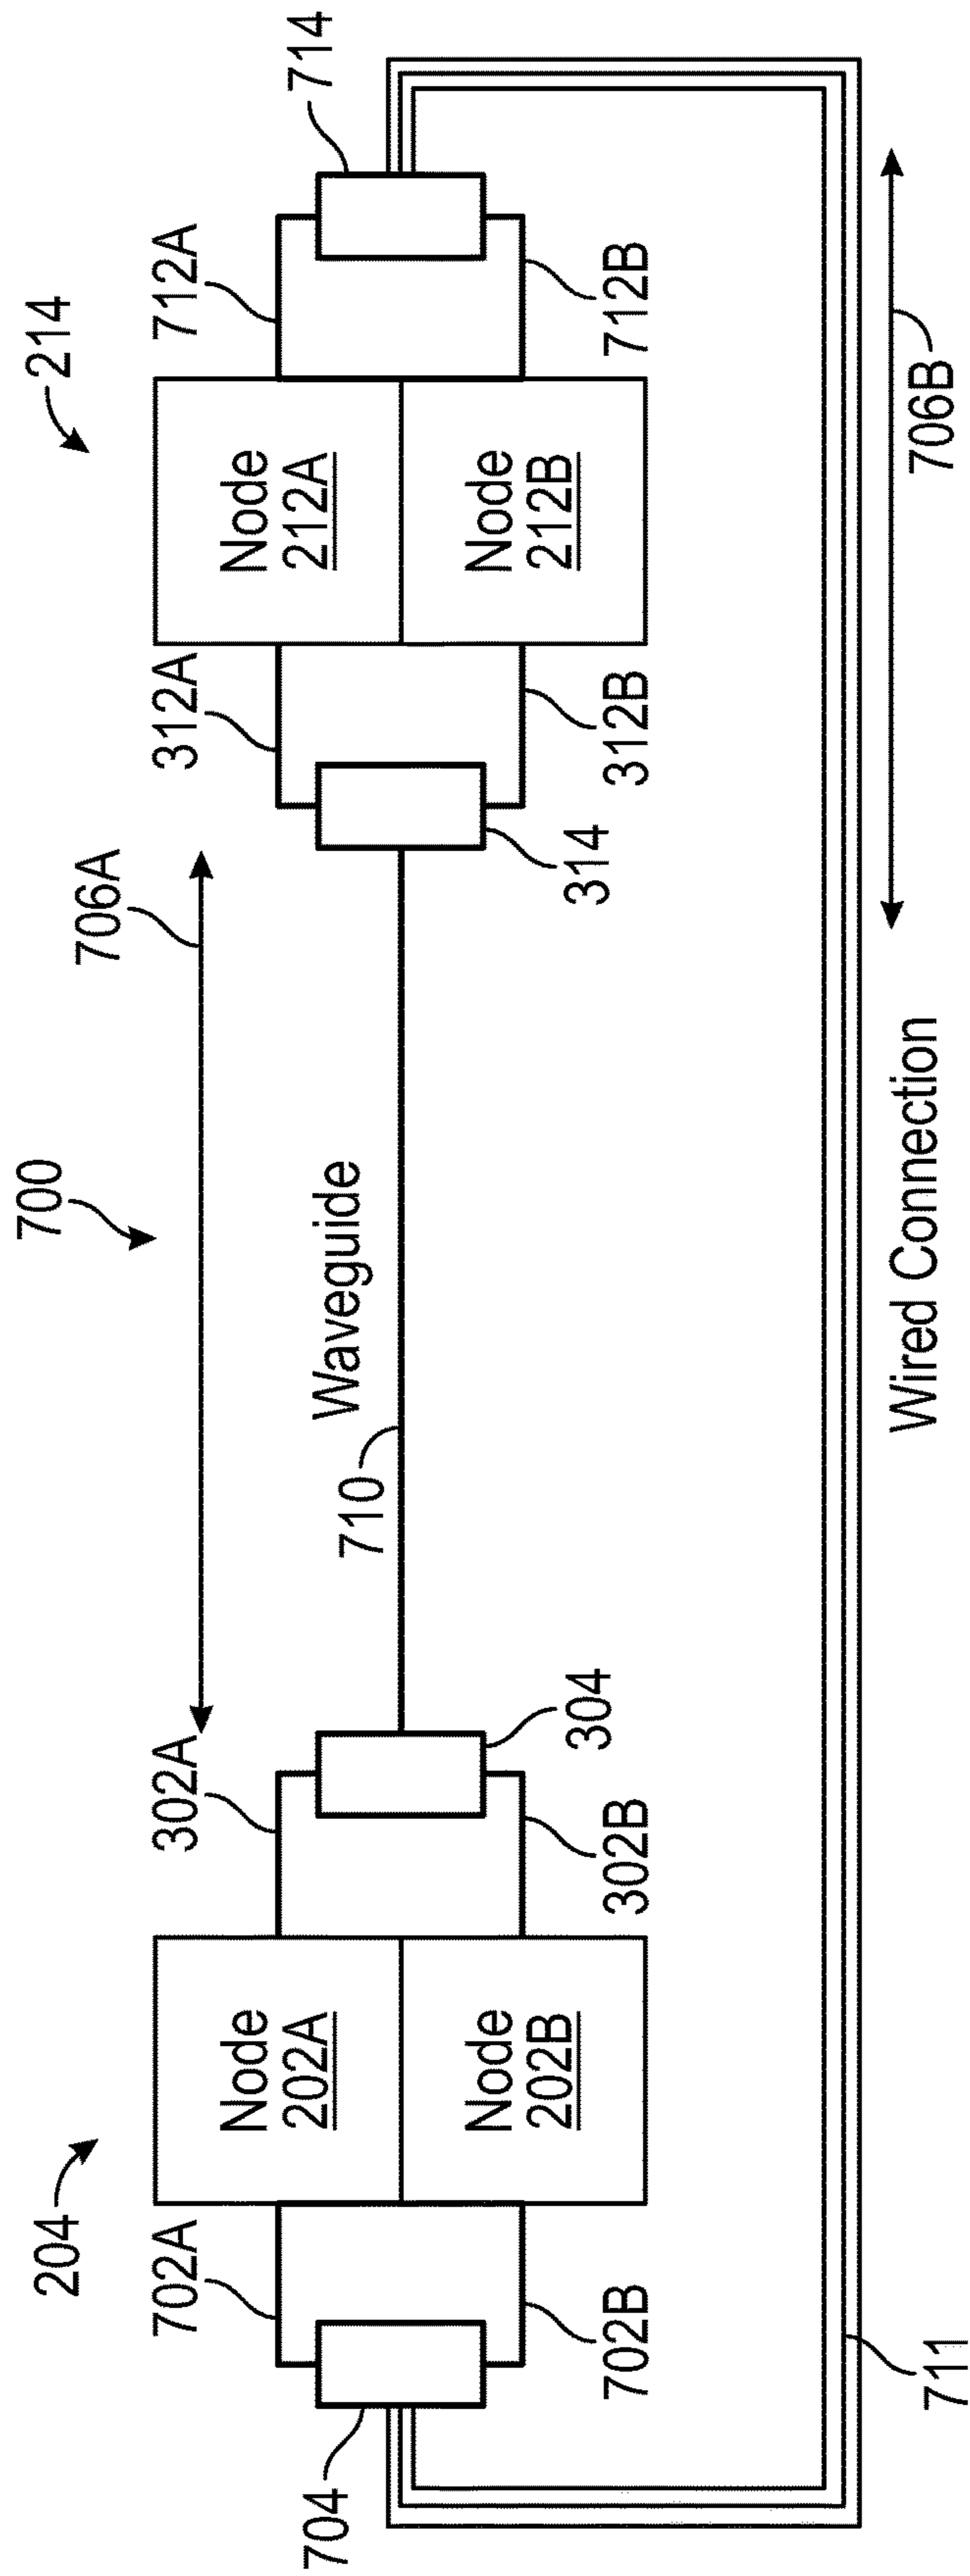 700
204
214
706A
702A
302A
312A
712A
704
714
Node
202A
Node
212A
Waveguide
710
Node
202B
Node
212B
304
314
702B
302B
312B
712B
711
Wired Connection
706B